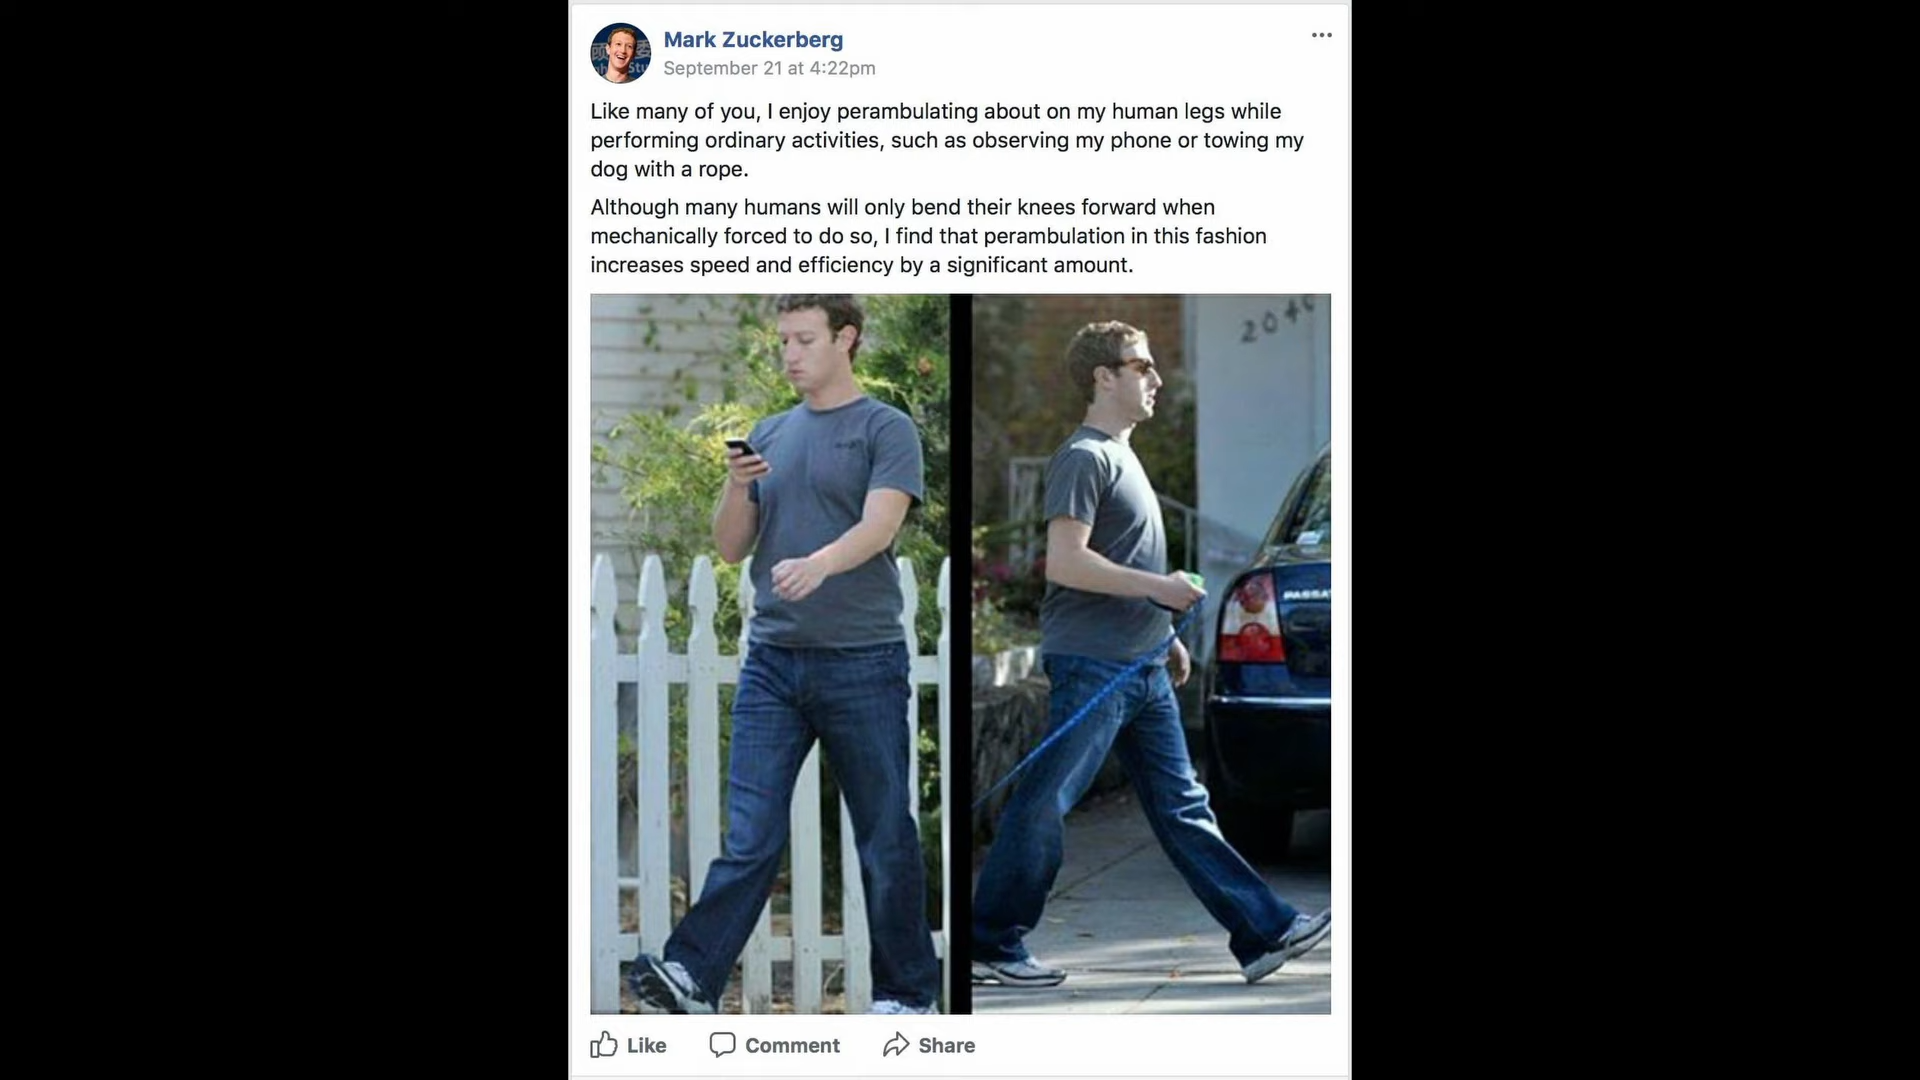 Mark Zuckerberg
September 21 at 4:22pm
Like many of you, I enjoy perambulating about on my human legs while
performing ordinary activities, such as observing my phone or towing my
dog with a rope.
Although many humans will only bend their knees forward when
mechanically forced to do so, I find that perambulation in this fashion
increases speed and efficiency by a significant amount.
2040
PASSAT
Like Comment Share